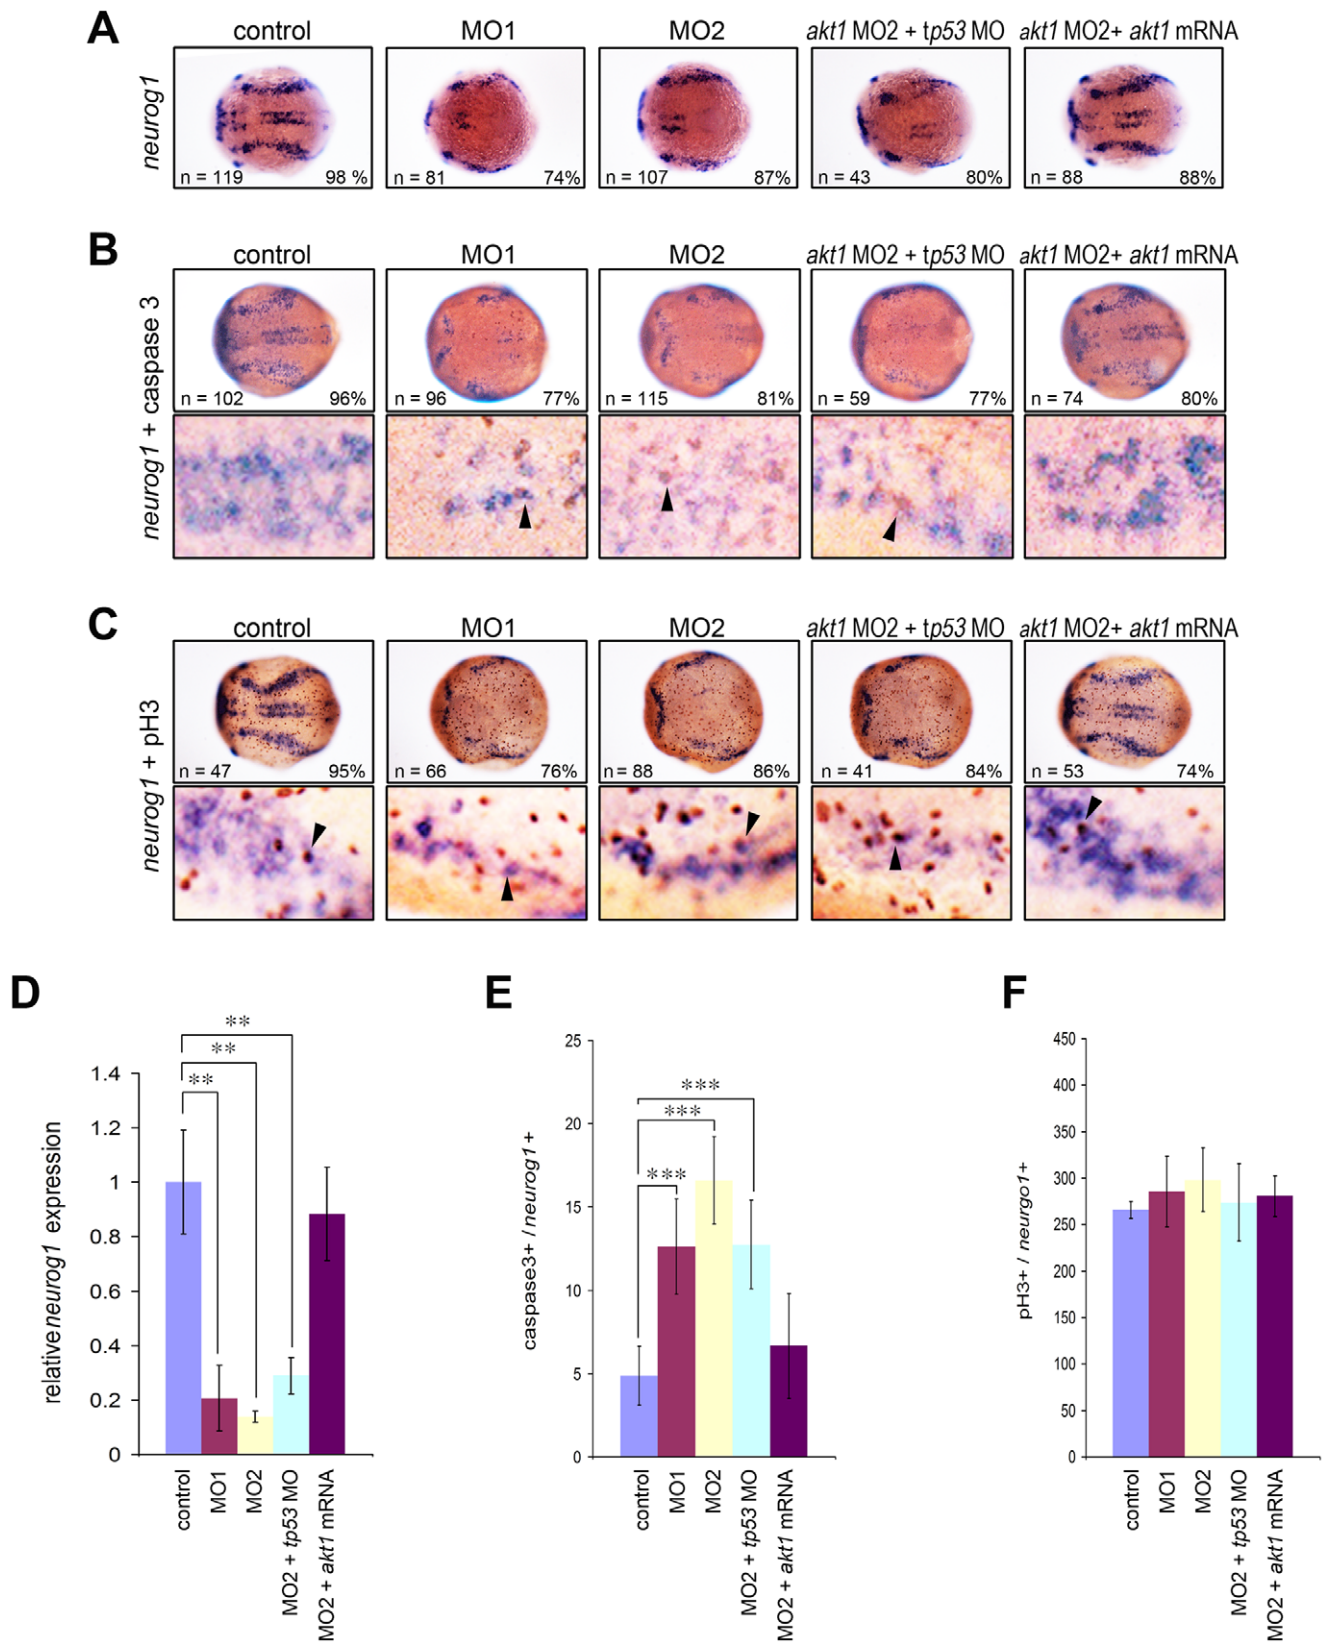 A
control MO1 MO2 akt1 MO2 + tp53 MO akt1 MO2+ akt1 mRNA
neurog1
n = 119 98 % n = 81 74% n = 107 87% n = 43 80% n = 88 88%
B
control MO1 MO2 akt1 MO2 + tp53 MO akt1 MO2+ akt1 mRNA
neurog1 + caspase 3
n = 102 96% n = 96 77% n = 115 81% n = 59 77% n = 74 80%
C
control MO1 MO2 akt1 MO2 + tp53 MO akt1 MO2+ akt1 mRNA
neurog1 + pH3
n = 47 95% n = 66 76% n = 88 86% n = 41 84% n = 53 74%
D
relative neurog1 expression
1.4
1.2
1
0.8
0.6
0.4
0.2
0
**
**
**
control
MO1
MO2
MO2 + tp53 MO
MO2 + akt1 mRNA
E
caspase3+ / neurog1+
25
20
15
10
5
0
***
***
***
control
MO1
MO2
MO2 + tp53 MO
MO2 + akt1 mRNA
F
pH3+ / neurgo1+
450
400
350
300
250
200
150
100
50
0
control
MO1
MO2
MO2 + tp53 MO
MO2 + akt1 mRNA